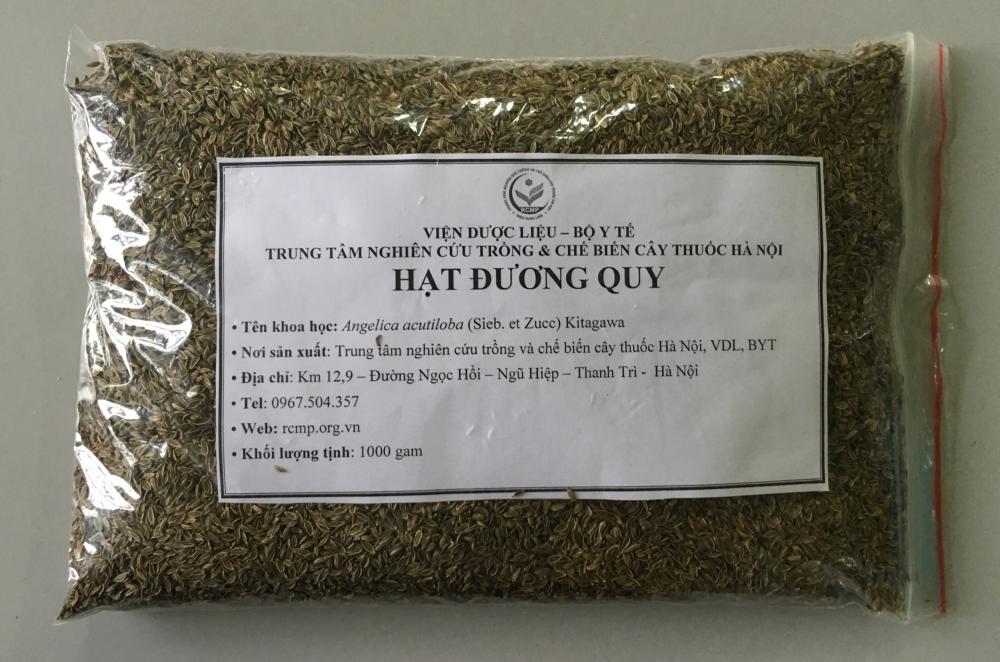 RCMP
VIỆN DƯỢC LIỆU – BỘ Y TẾ
TRUNG TÂM NGHIÊN CỨU TRỒNG & CHẾ BIẾN CÂY THUỐC HÀ NỘI
HẠT ĐƯƠNG QUY
• Tên khoa học: Angelica acutiloba (Sieb. et Zucc) Kitagawa
• Nơi sản xuất: Trung tâm nghiên cứu trồng và chế biến cây thuốc Hà Nội, VDL, BYT
• Địa chỉ: Km 12,9 – Đường Ngọc Hồi – Ngũ Hiệp – Thanh Trì - Hà Nội
• Tel: 0967.504.357
• Web: rcmp.org.vn
• Khối lượng tịnh: 1000 gam